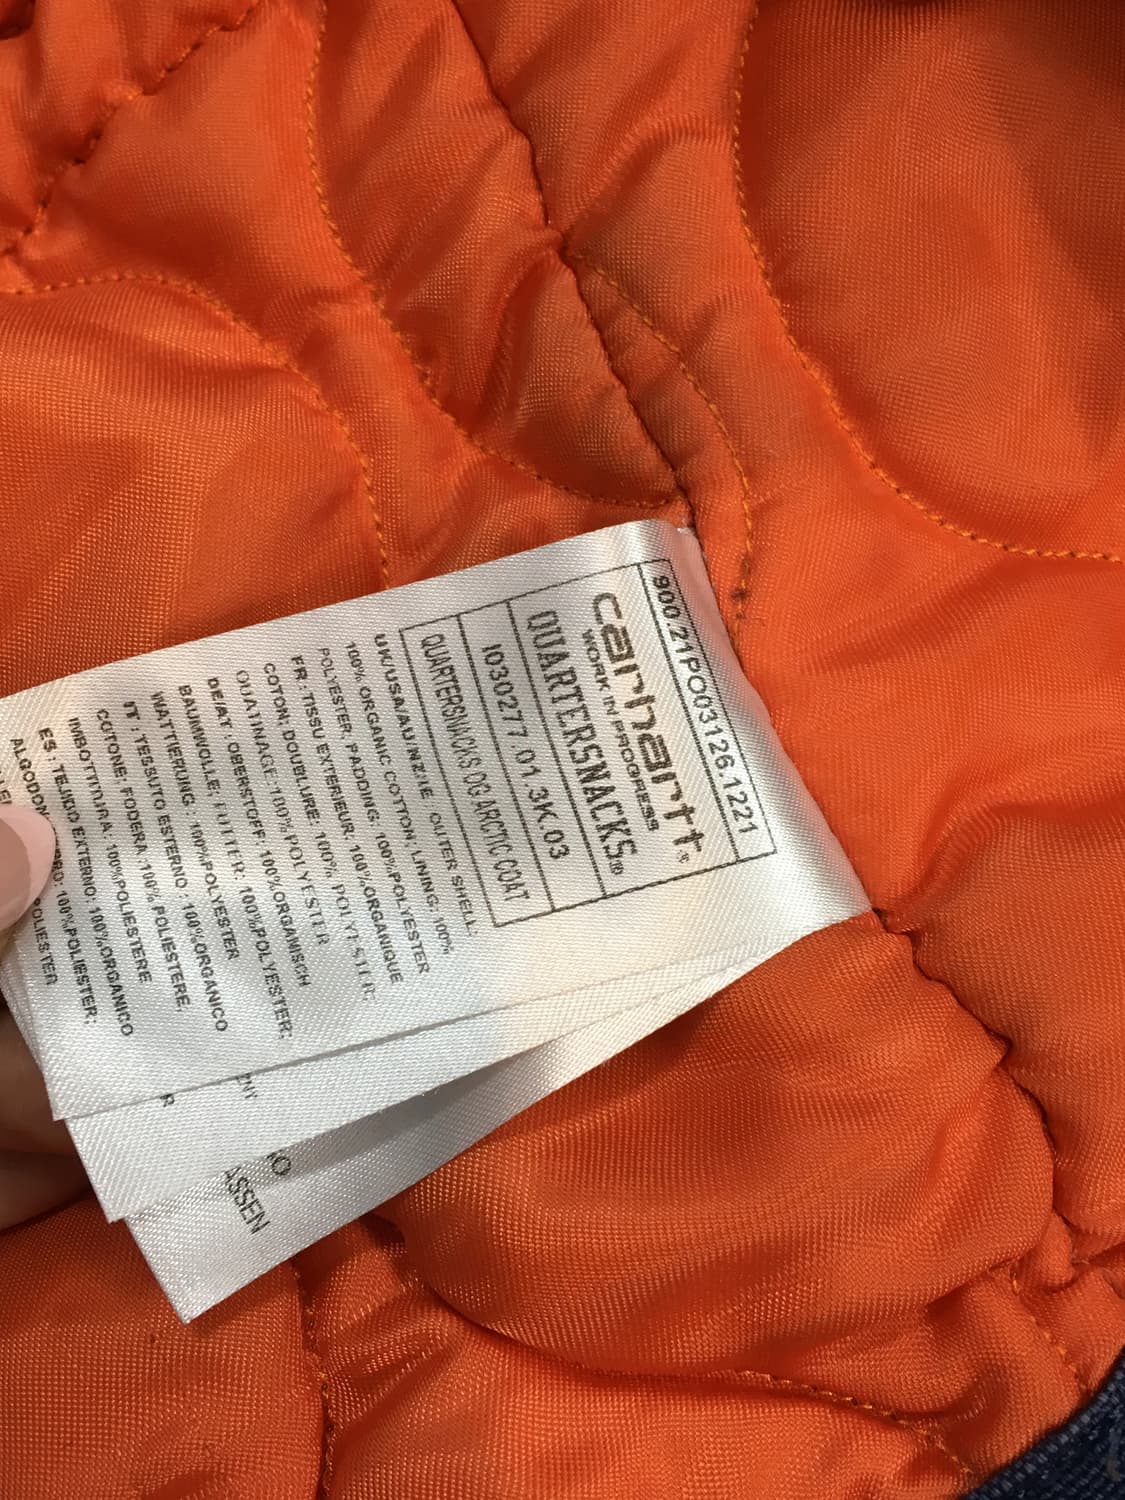 900.21PO03126.1221
carhartt®
WORK IN PROGRESS
QUARTERSNACKS®
I030277.01.3K.03
QUARTERSNACKS OG ARCTIC COAT
UK/USA/AU/NZ/IE OUTER SHELL:
100% ORGANIC COTTON, LINING: 100%
POLYESTER, PADDING: 100%POLYESTER
FR : TISSU EXTERIEUR: 100%ORGANIQUE
COTON; DOUBLURE: 100% POLYESTER;
OUATINAGE:100% POLYESTER
DE/AT : OBERSTOFF: 100%ORGANISCH
BAUMWOLLE; FUTTER: 100%POLYESTER;
WATTIERUNG : 100%POLYESTER
IT : TESSUTO ESTERNO : 100%ORGANICO
COTONE; FODERA :100% POLIESTERE;
IMBOTTITURA: 100%POLIESTERE
ES : TEJIDO EXTERNO: 100%ORGANICO
ALGODON 100%POLIESTER;
POLIESTER
R
ZNY
KO
ASSEN